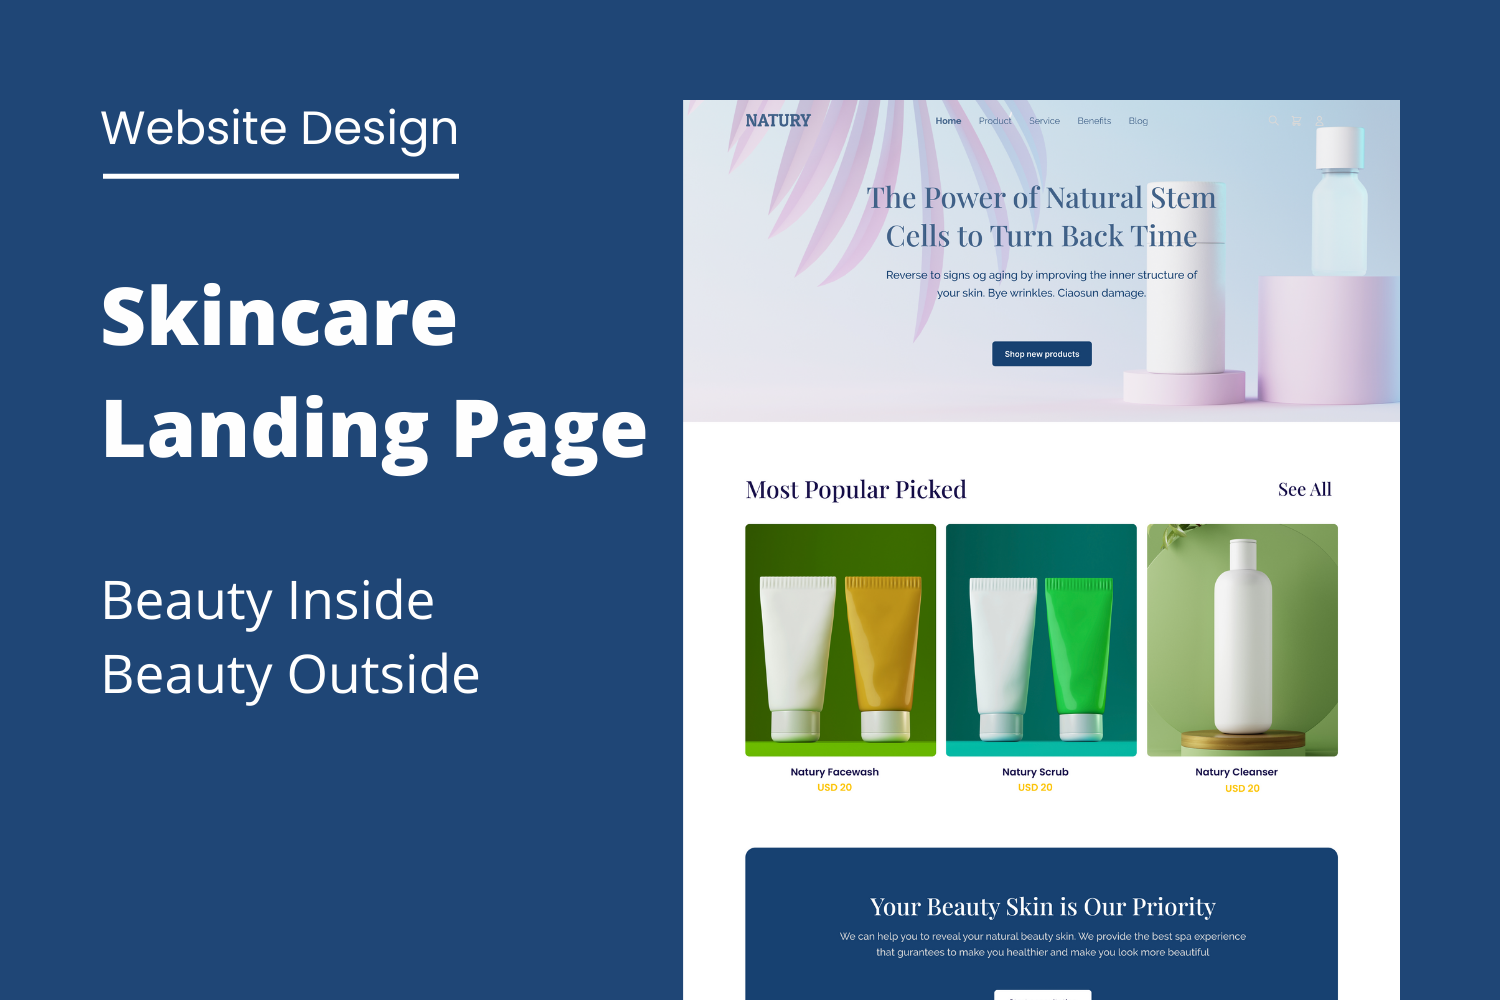 Website Design
Skincare
Landing Page
Beauty Inside
Beauty Outside
NATURY
Home Product Service Benefits Blog
The Power of Natural Stem
Cells to Turn Back Time
Reverse to signs og aging by improving the inner structure of
your skin. Bye wrinkles. Ciaosun damage.
Shop new products
Most Popular Picked
See All
Natury Facewash
USD 20
Natury Scrub
USD 20
Natury Cleanser
USD 20
Your Beauty Skin is Our Priority
We can help you to reveal your natural beauty skin. We provide the best spa experience
that gurantees to make you healthier and make you look more beautiful